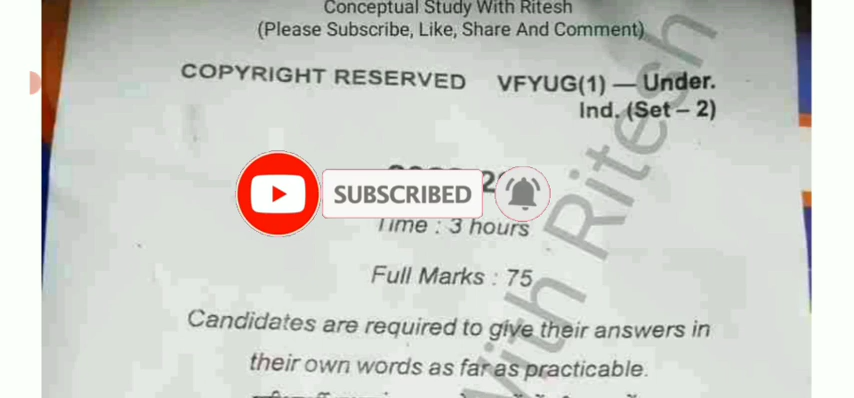 Conceptual Study With Ritesh
(Please Subscribe, Like, Share And Comment)
COPYRIGHT RESERVED VFYUG(1) — Under.
Ind. (Set – 2)
SUBSCRIBED
Time : 3 hours
Full Marks : 75
Candidates are required to give their answers in
their own words as far as practicable.
With Ritesh